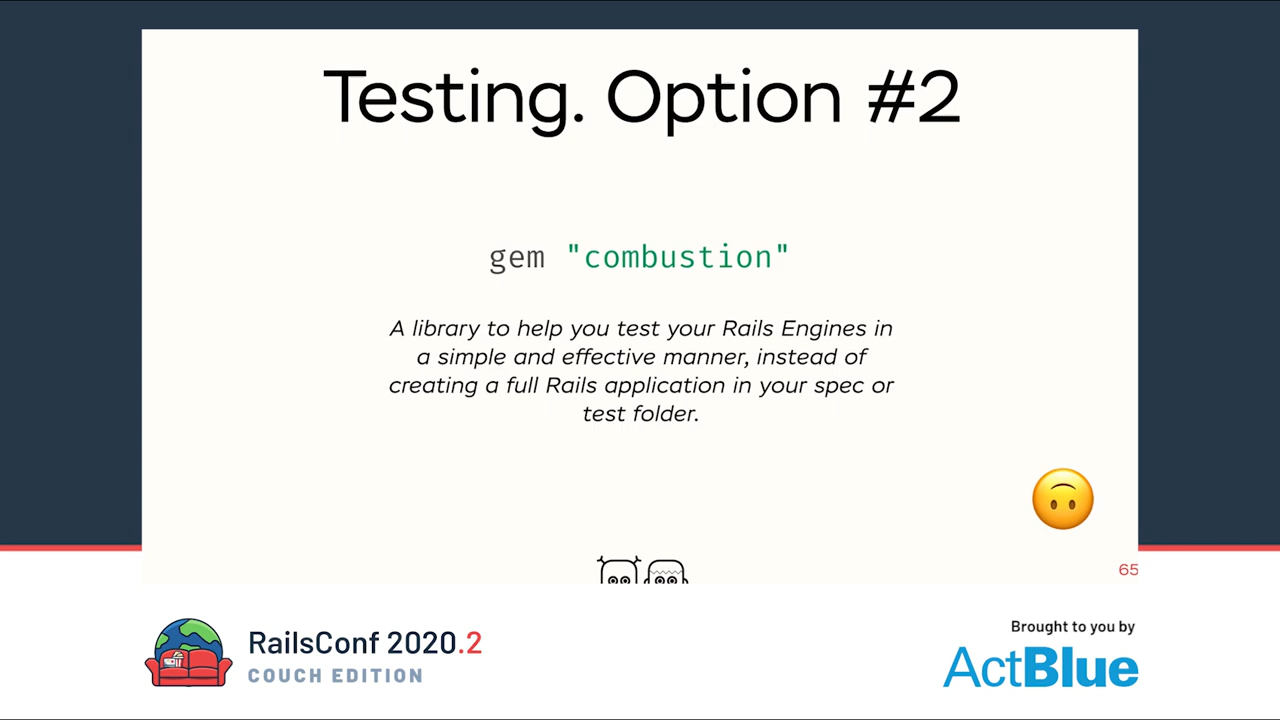 Testing. Option #2
gem "combustion"
A library to help you test your Rails Engines in
a simple and effective manner, instead of
creating a full Rails application in your spec or
test folder.
65
RailsConf 2020.2
COUCH EDITION
Brought to you by
ActBlue